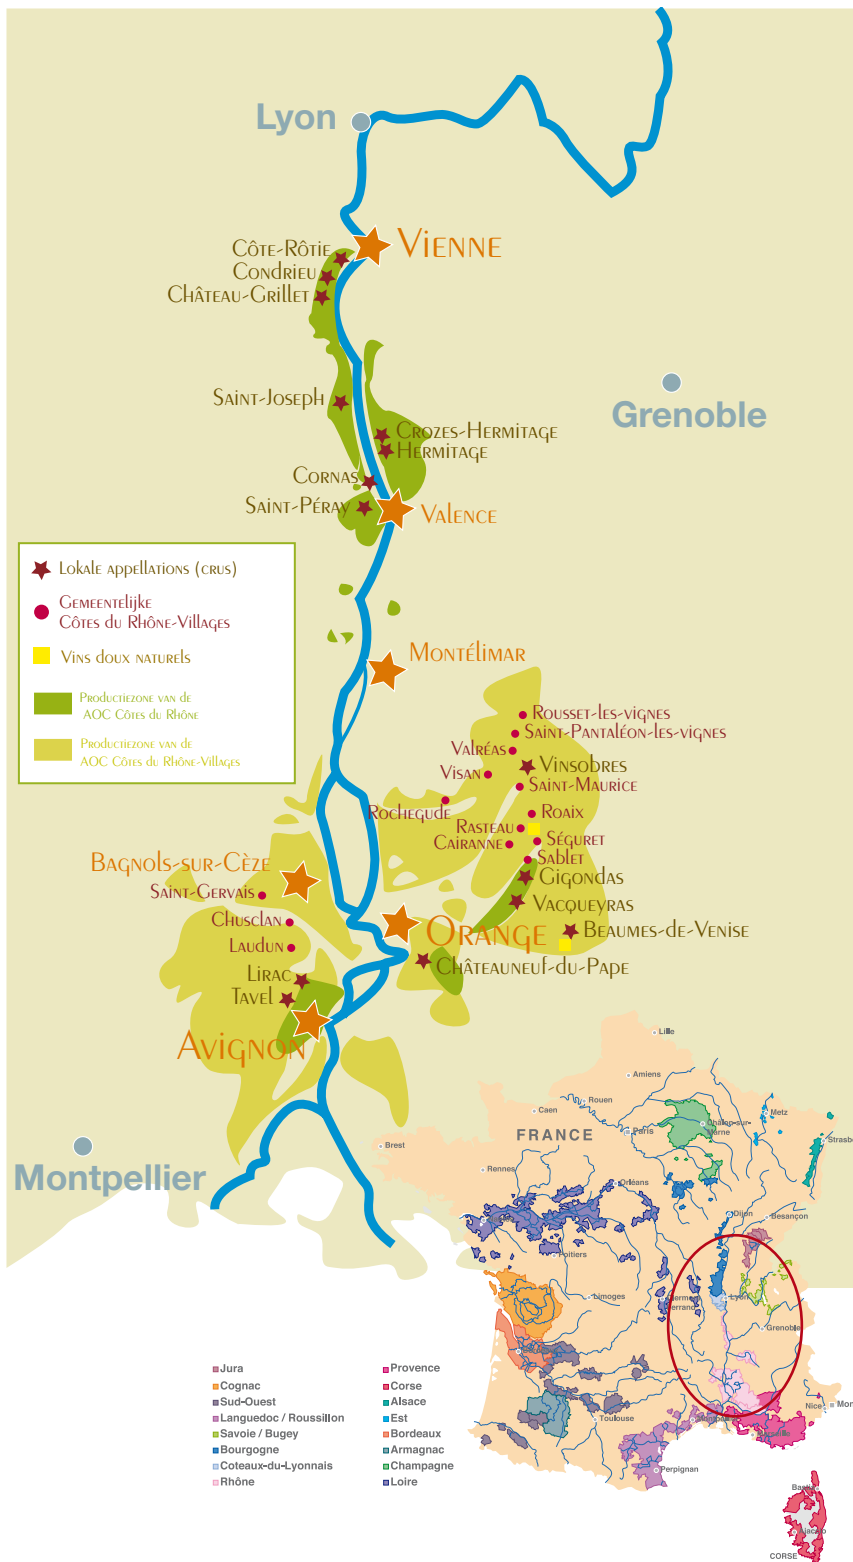 Lyon
Vienne
Côte-Rôtie
Condrieu
Château-Grillet
Saint-Joseph
Grenoble
Crozes-Hermitage
Hermitage
Cornas
Saint-Péray
Valence
Lokale appellations (crus)
Gemeentelijke
Côtes du Rhône-Villages
Vins doux naturels
Productiezone van de
AOC Côtes du Rhône
Productiezone van de
AOC Côtes du Rhône-Villages
Montélimar
Rousset-les-vignes
Saint-Pantaléon-les-vignes
Valréas
Vinsobres
Visan
Saint-Maurice
Rochegude
Roaix
Rasteau
Séguret
Cairanne
Sablet
Bagnols-sur-Cèze
Gigondas
Saint-Gervais
Vacqueyras
Chusclan
Orange
Beaumes-de-Venise
Laudun
Châteauneuf-du-Pape
Lirac
Tavel
Avignon
Montpellier
Lille
Amiens
Rouen
Caen
Metz
Châlon-sur-
Marne
FRANCE
Paris
Strasb
Brest
Rennes
Orléans
Dijon
Besançon
Poitiers
Limoges
Lyon
Grenoble
Toulouse
Nice
Mon
Perpignan
Ajaccio
CORSE
Jura
Cognac
Sud-Ouest
Languedoc / Roussillon
Savoie / Bugey
Bourgogne
Coteaux-du-Lyonnais
Rhône
Provence
Corse
Alsace
Est
Bordeaux
Armagnac
Champagne
Loire